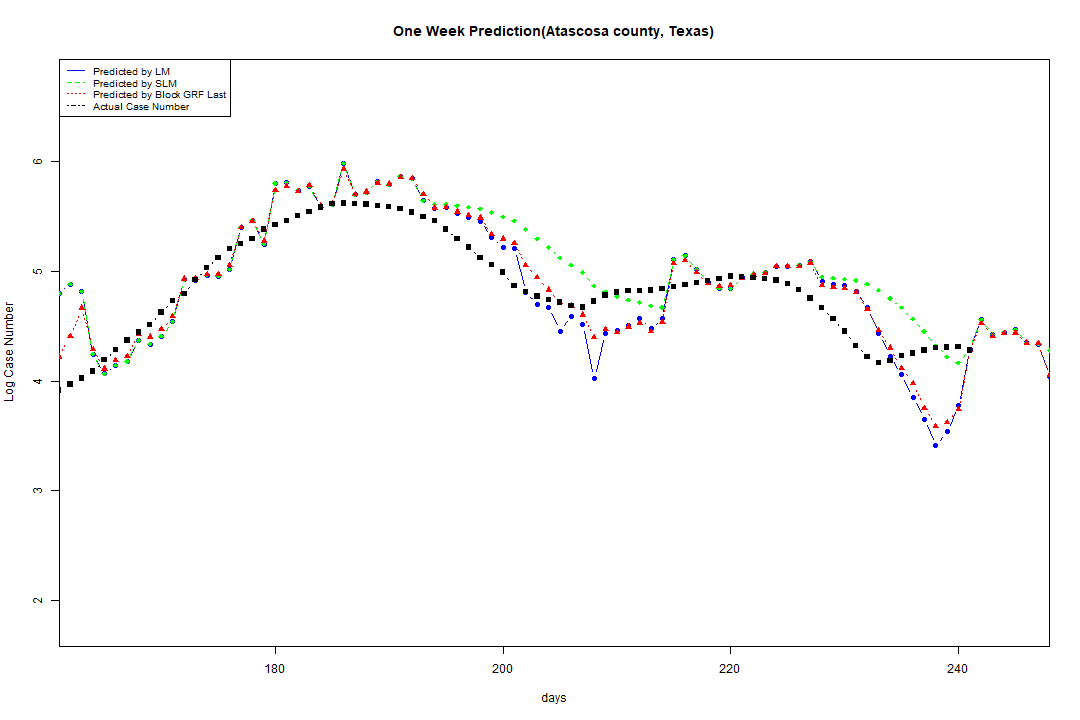 One Week Prediction(Atascosa county, Texas)
Predicted by LM
Predicted by SLM
Predicted by Block GRF Last
Actual Case Number
6
5
4
3
2
Log Case Number
180
200
220
240
days